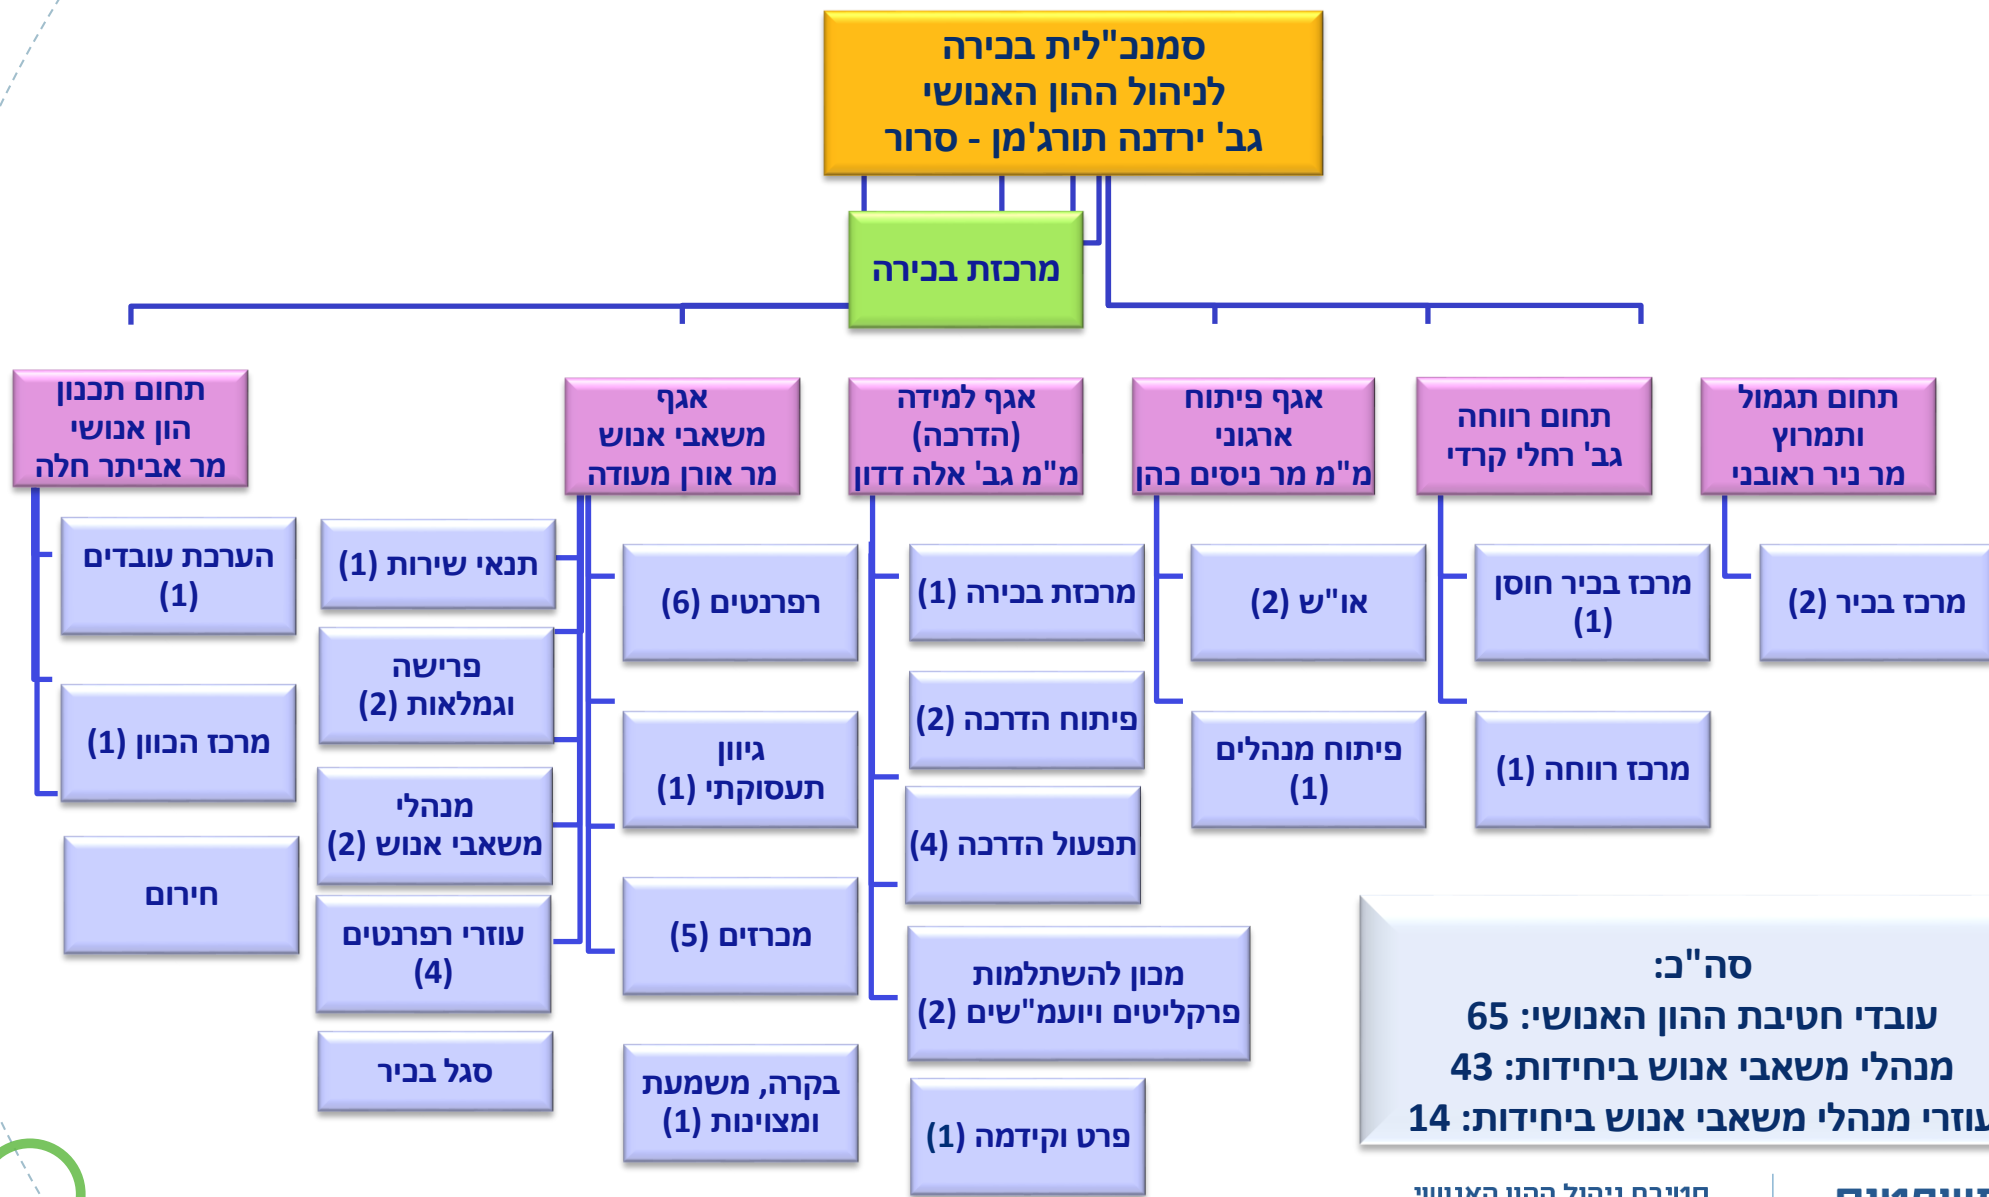 סמנכ"לית בכירה
לניהול ההון האנושי
גב' ירדנה תורג'מן - סרור
מרכזת בכירה
תחום תגמול
ותמרוץ
מר ניר ראובני
מרכז בכיר (2)
תחום רווחה
גב' רחלי קרדי
מרכז בכיר חוסן
(1)
מרכז רווחה (1)
אגף פיתוח
ארגוני
מ"מ מר ניסים כהן
או"ש (2)
פיתוח מנהלים
(1)
אגף למידה
(הדרכה)
מ"מ גב' אלה דדון
מרכזת בכירה (1)
פיתוח הדרכה (2)
תפעול הדרכה (4)
מכון להשתלמות
פרקליטים ויועמ"שים (2)
פרט וקידמה (1)
אגף
משאבי אנוש
מר אורן מעודה
רפרנטים (6)
גיוון
תעסוקתי (1)
מכרזים (5)
בקרה, משמעת
ומצוינות (1)
תנאי שירות (1)
פרישה
וגמלאות (2)
מנהלי
משאבי אנוש (2)
עוזרי רפרנטים
(4)
סגל בכיר
תחום תכנון
הון אנושי
מר אביתר חלה
הערכת עובדים
(1)
מרכז הכוון (1)
חירום
סה"כ:
עובדי חטיבת ההון האנושי: 65
מנהלי משאבי אנוש ביחידות: 43
עוזרי מנהלי משאבי אנוש ביחידות: 14